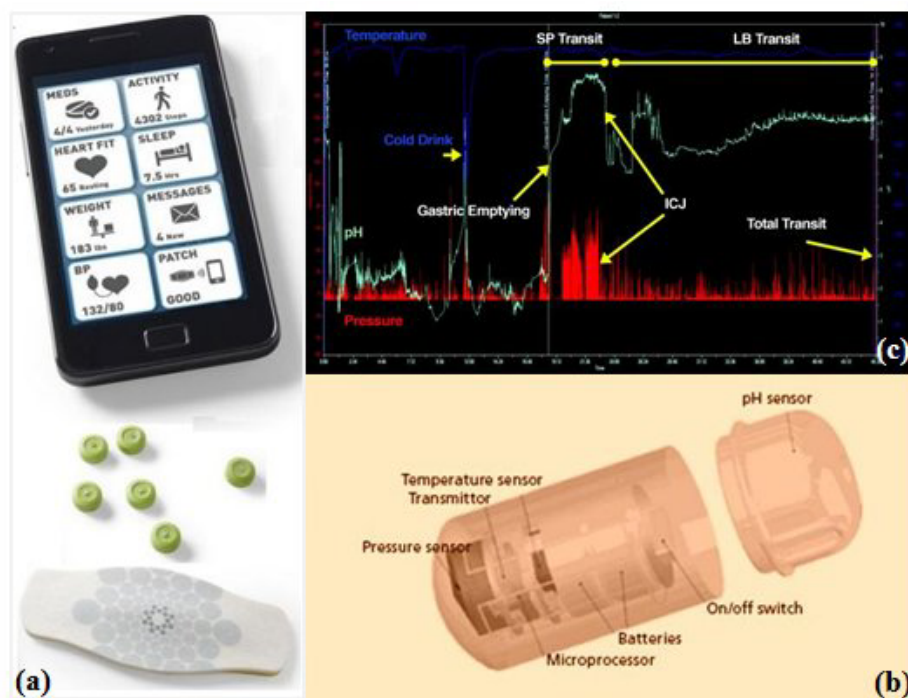 MEDS
4/4 Yesterday
ACTIVITY
4302 Steps
HEART FIT
65 Resting
SLEEP
7.5 Hrs
WEIGHT
183 lbs
MESSAGES
4 New
BP
132/80
PATCH
GOOD
(a)
Temperature
SP Transit
LB Transit
Cold Drink
Gastric Emptying
ICJ
pH
Total Transit
Pressure
Time
(c)
pH sensor
Temperature sensor
Transmittor
Pressure sensor
On/off switch
Batteries
Microprocessor
(b)